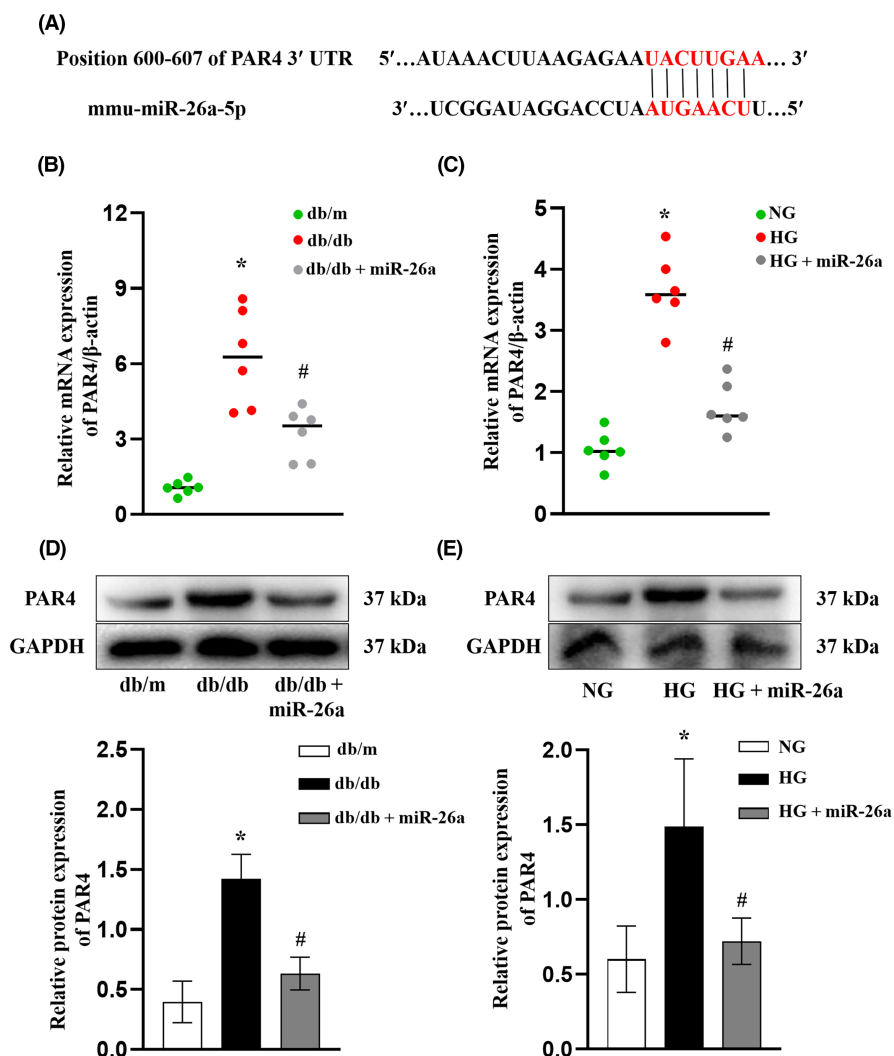 (A)
Position 600-607 of PAR4 3′ UTR 5′…AUAAACUUAAGAGAAUACUUGAA… 3′
mmu-miR-26a-5p 3′…UCGGAUAGGACCUAAUGAACUU…5′
(B)
Relative mRNA expression
of PAR4/β-actin
12
9
6
3
0
*
#
db/m
db/db
db/db + miR-26a
(C)
Relative mRNA expression
of PAR4/β-actin
5
4
3
2
1
0
*
#
NG
HG
HG + miR-26a
(D)
PAR4 37 kDa
GAPDH 37 kDa
db/m db/db db/db +
miR-26a
Relative protein expression
of PAR4
2.5
2.0
1.5
1.0
0.5
0.0
*
#
db/m
db/db
db/db + miR-26a
(E)
PAR4 37 kDa
GAPDH 37 kDa
NG HG HG + miR-26a
Relative protein expression
of PAR4
2.0
1.5
1.0
0.5
0.0
*
#
NG
HG
HG + miR-26a